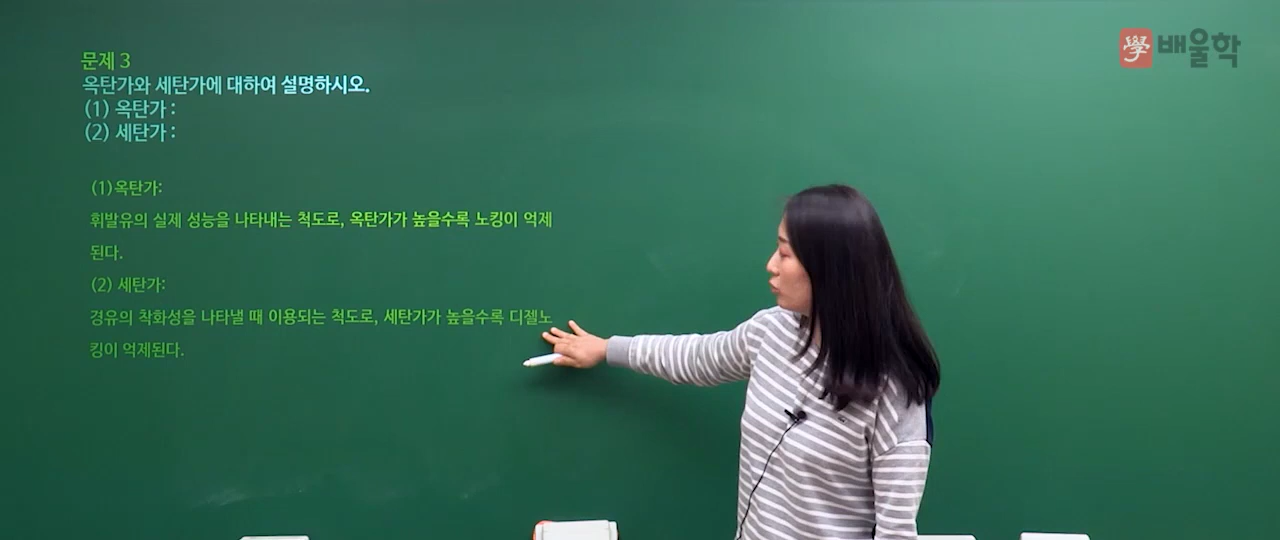 學 배울학
문제 3
옥탄가와 세탄가에 대하여 설명하시오.
(1) 옥탄가 :
(2) 세탄가 :
(1)옥탄가:
휘발유의 실제 성능을 나타내는 척도로, 옥탄가가 높을수록 노킹이 억제
된다.
(2) 세탄가:
경유의 착화성을 나타낼 때 이용되는 척도로, 세탄가가 높을수록 디젤노
킹이 억제된다.